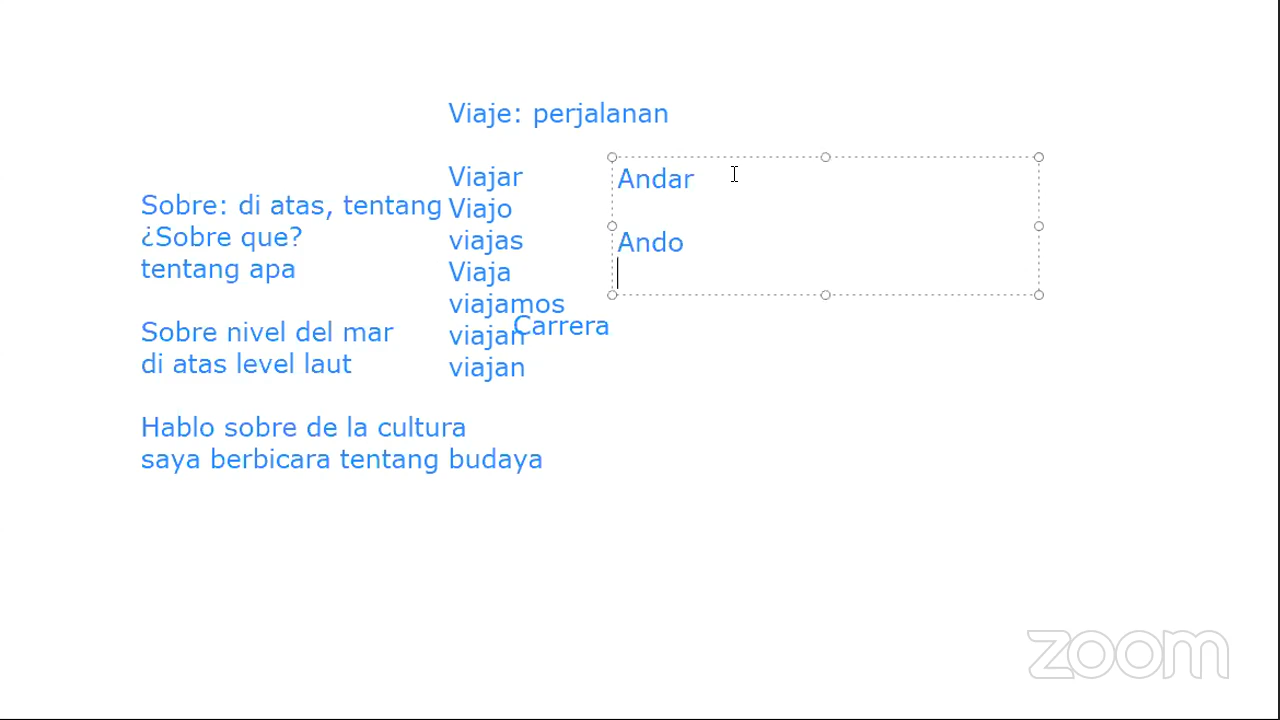 Viaje: perjalanan
Viajar
Viajo
viajas
Viaja
viajamos
viajan
viajan
Andar
Ando
Carrera
Sobre: di atas, tentang
¿Sobre que?
tentang apa
Sobre nivel del mar
di atas level laut
Hablo sobre de la cultura
saya berbicara tentang budaya
zoom